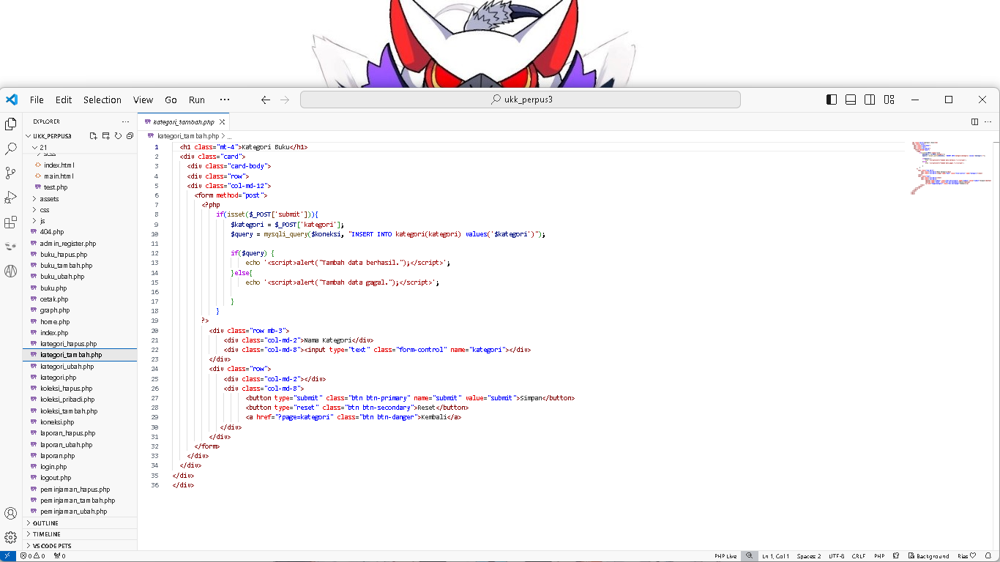 File Edit Selection View Go Run ··· ukk_perpus3
EXPLORER ···
UKK_PERPUS3
21
index.html
main.html
test.php
assets
css
js
404.php
admin_register.php
buku_hapus.php
buku_tambah.php
buku_ubah.php
buku.php
cetak.php
graph.php
home.php
index.php
kategori_hapus.php
kategori_tambah.php
kategori_ubah.php
kategori.php
koleksi_hapus.php
koleksi_pribadi.php
koleksi_tambah.php
koneksi.php
laporan_hapus.php
laporan_ubah.php
laporan.php
login.php
logout.php
peminjaman_hapus.php
peminjaman_tambah.php
peminjaman_ubah.php
OUTLINE
TIMELINE
VS CODE PETS
kategori_tambah.php
kategori_tambah.php > ...
1 <h1 class="mt-4">Kategori Buku</h1>
2 <div class="card">
3 <div class="card-body">
4 <div class="row">
5 <div class="col-md-12">
6 <form method="post">
7 <?php
8 if(isset($_POST['submit'])){
9 $kategori = $_POST['kategori'];
10 $query = mysqli_query($koneksi, "INSERT INTO kategori(kategori) values('$kategori')");
11
12 if($query) {
13 echo '<script>alert("Tambah data berhasil.");</script>';
14 }else{
15 echo '<script>alert("Tambah data gagal.");</script>';
16
17 }
18 }
19 ?>
20 <div class="row mb-3">
21 <div class="col-md-2">Nama Kategori</div>
22 <div class="col-md-8"><input type="text" class="form-control" name="kategori"></div>
23 </div>
24 <div class="row">
25 <div class="col-md-2"></div>
26 <div class="col-md-8">
27 <button type="submit" class="btn btn-primary" name="submit" value="submit">Simpan</button>
28 <button type="reset" class="btn btn-secondary">Reset</button>
29 <a href="?page=kategori" class="btn btn-danger">Kembali</a>
30 </div>
31 </div>
32 </form>
33 </div>
34 </div>
35 </div>
36 </div>
0 0 0 PHP Live Ln 1, Col 1 Spaces: 2 UTF-8 CRLF PHP Background Rias